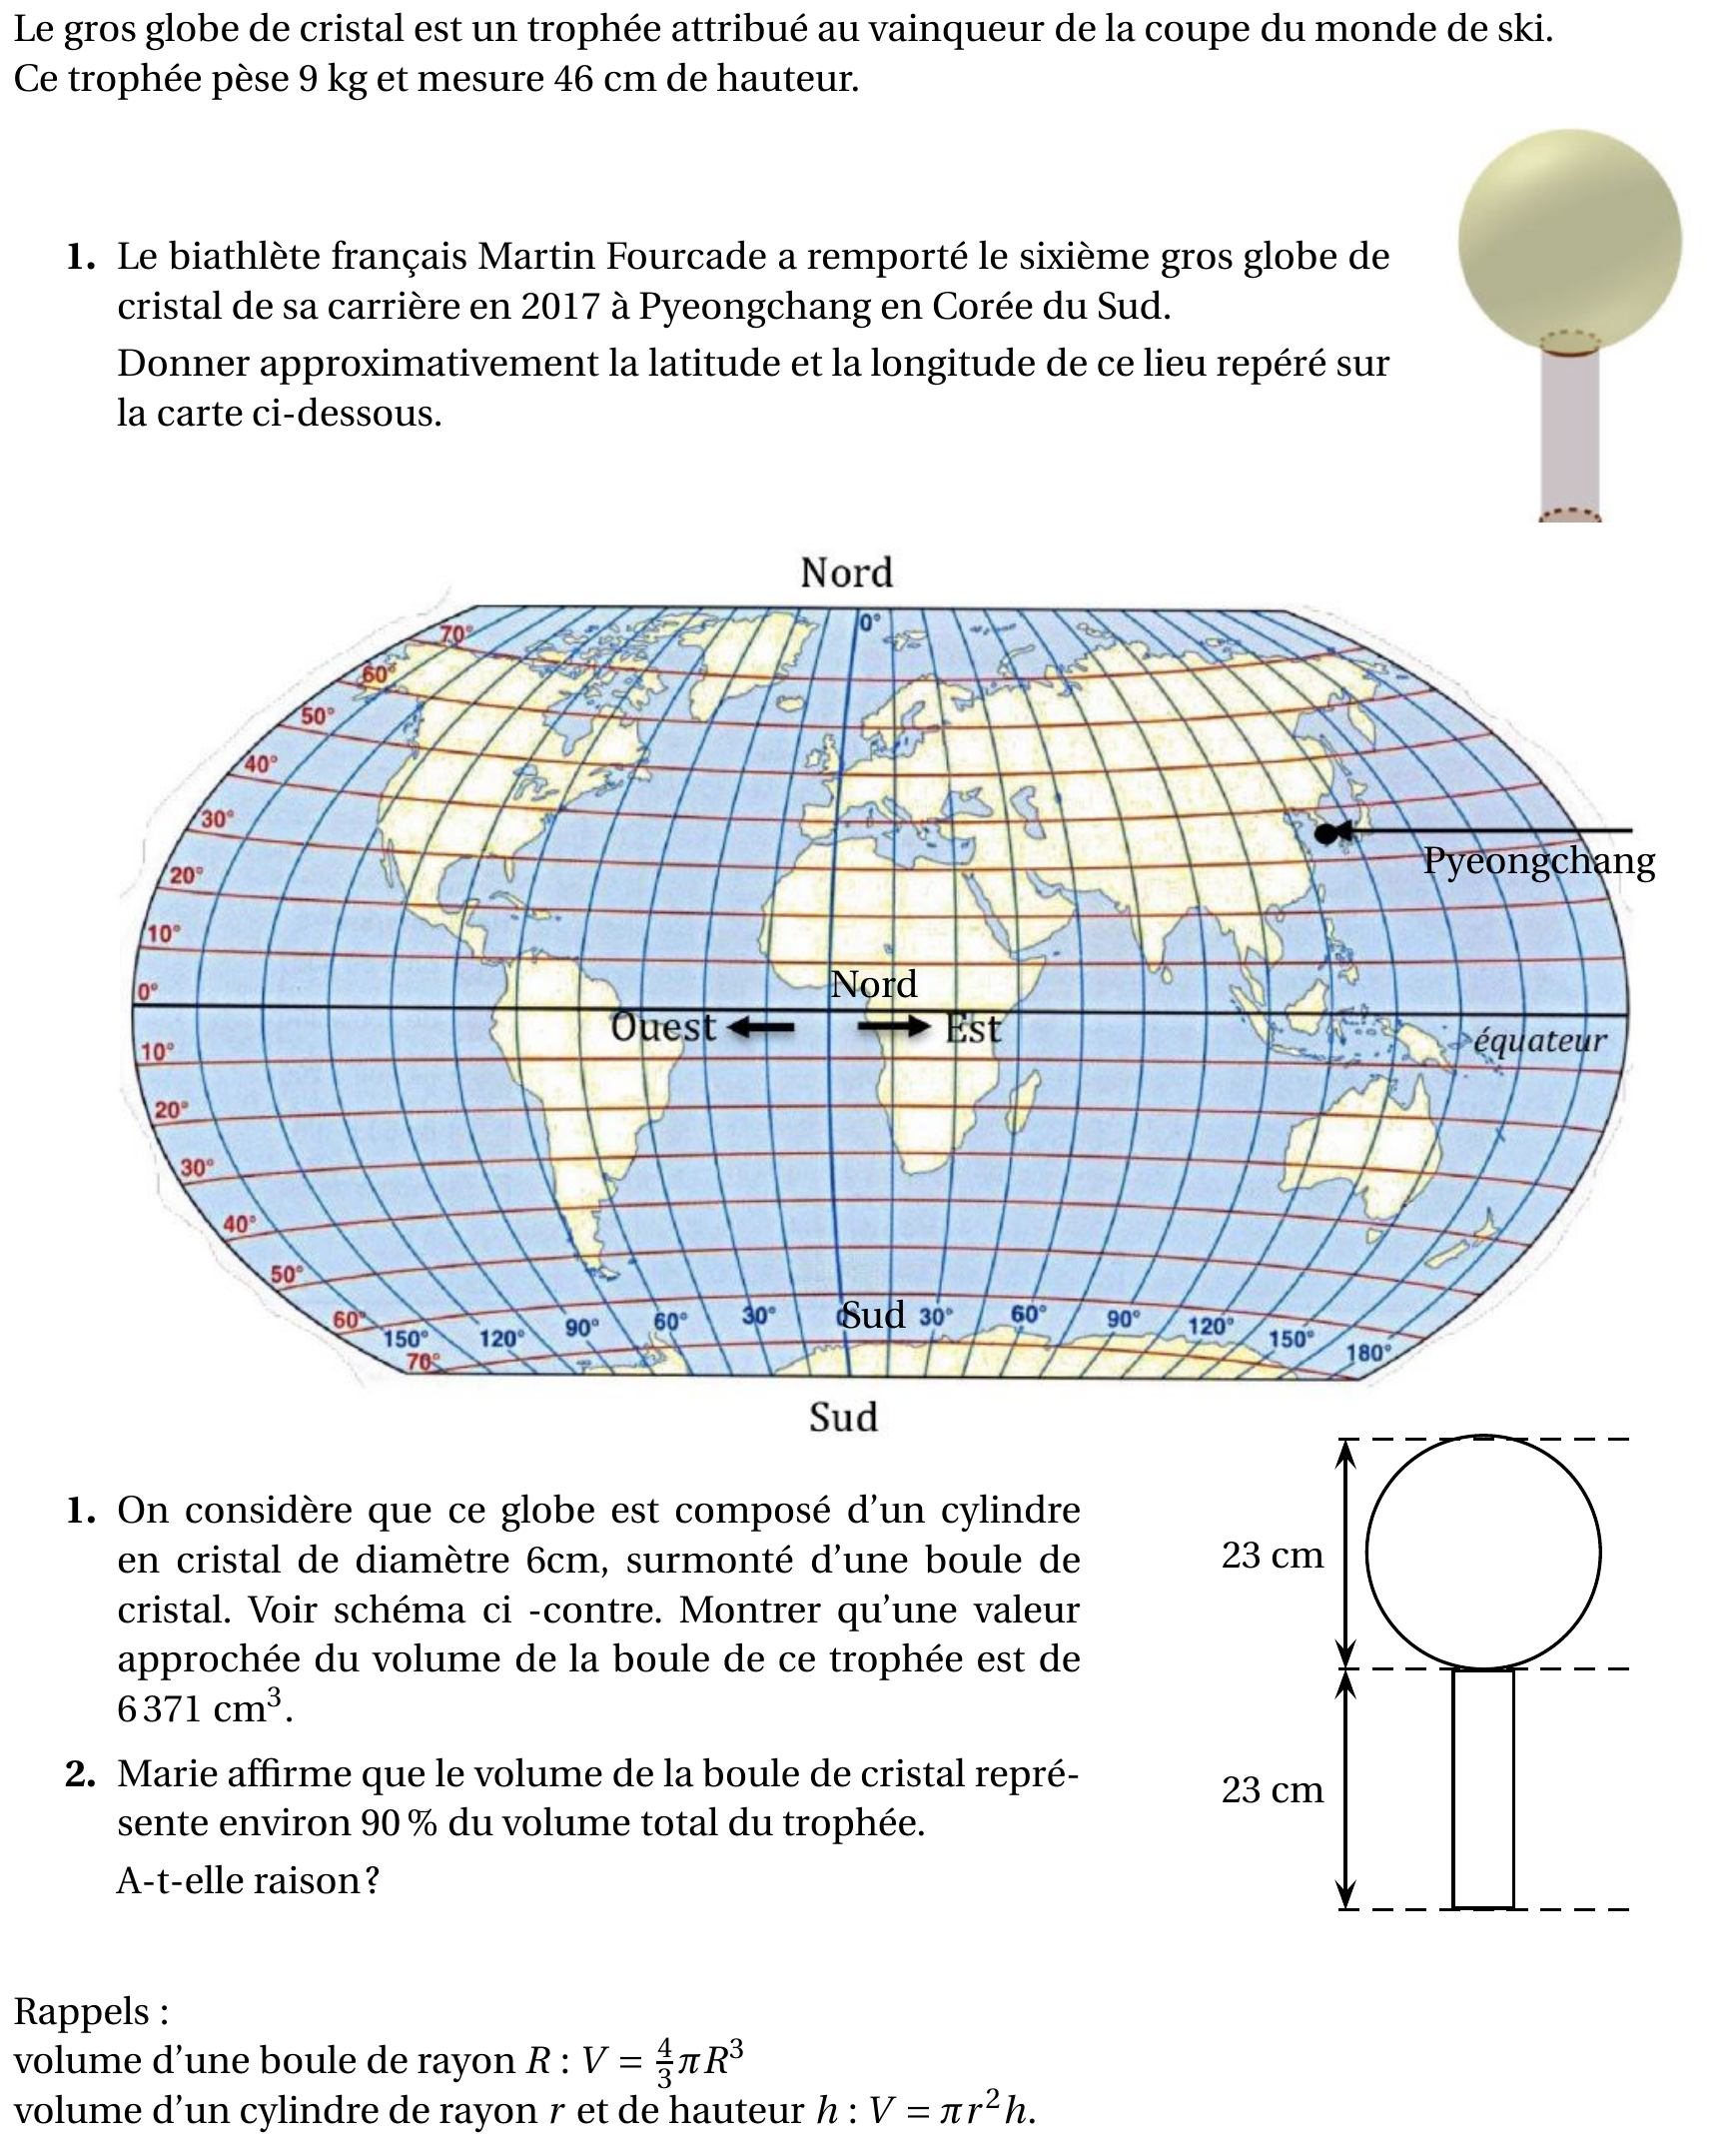 Le gros globe de cristal est un trophée attribué au vainqueur de la coupe du monde de ski.
Ce trophée pèse 9 kg et mesure 46 cm de hauteur.
1. Le biathlète français Martin Fourcade a remporté le sixième gros globe de
cristal de sa carrière en 2017 à Pyeongchang en Corée du Sud.
Donner approximativement la latitude et la longitude de ce lieu repéré sur
la carte ci-dessous.
Nord
0°
70°
60°
50°
40°
30°
Pyeongchang
20°
10°
Nord
0°
Ouest Est
équateur
10°
20°
30°
40°
50°
60°
150° 120° 90° 60° 30° Sud 30° 60° 90° 120° 150° 180°
70°
Sud
1. On considère que ce globe est composé d'un cylindre
en cristal de diamètre 6cm, surmonté d'une boule de
cristal. Voir schéma ci -contre. Montrer qu'une valeur
approchée du volume de la boule de ce trophée est de
6 371 cm³.
23 cm
2. Marie affirme que le volume de la boule de cristal repré-
sente environ 90 % du volume total du trophée.
A-t-elle raison ?
23 cm
Rappels :
volume d'une boule de rayon R : V = 4/3 πR³
volume d'un cylindre de rayon r et de hauteur h : V = πr²h.